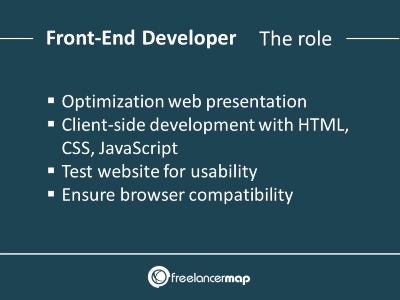 Front-End Developer The role
▪ Optimization web presentation
▪ Client-side development with HTML,
CSS, JavaScript
▪ Test website for usability
▪ Ensure browser compatibility
freelancermap